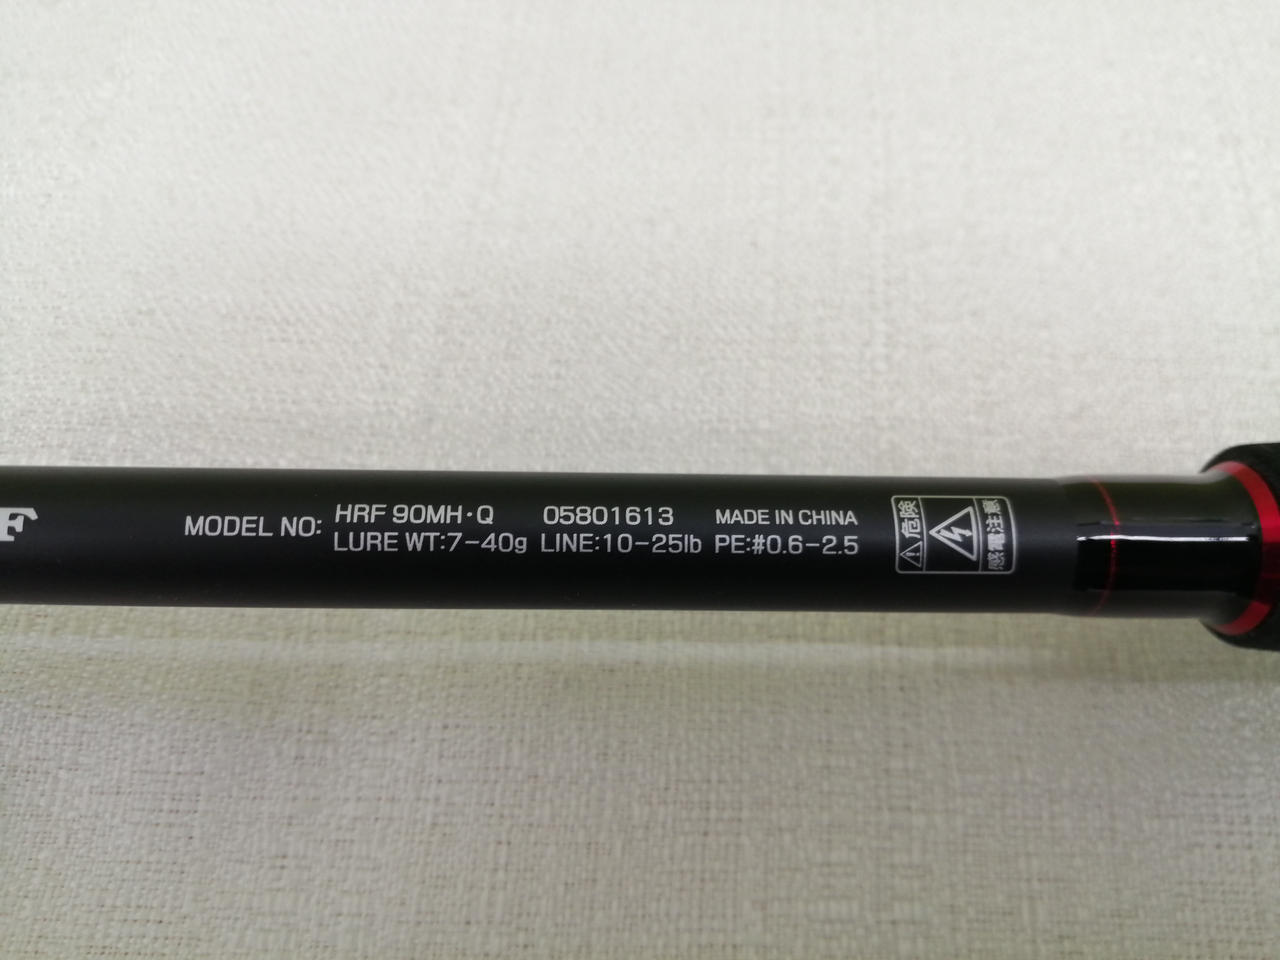 F
MODEL NO: HRF 90MH·Q 05801613 MADE IN CHINA
LURE WT:7-40g LINE:10-25lb PE:#0.6-2.5
危険
感電注意